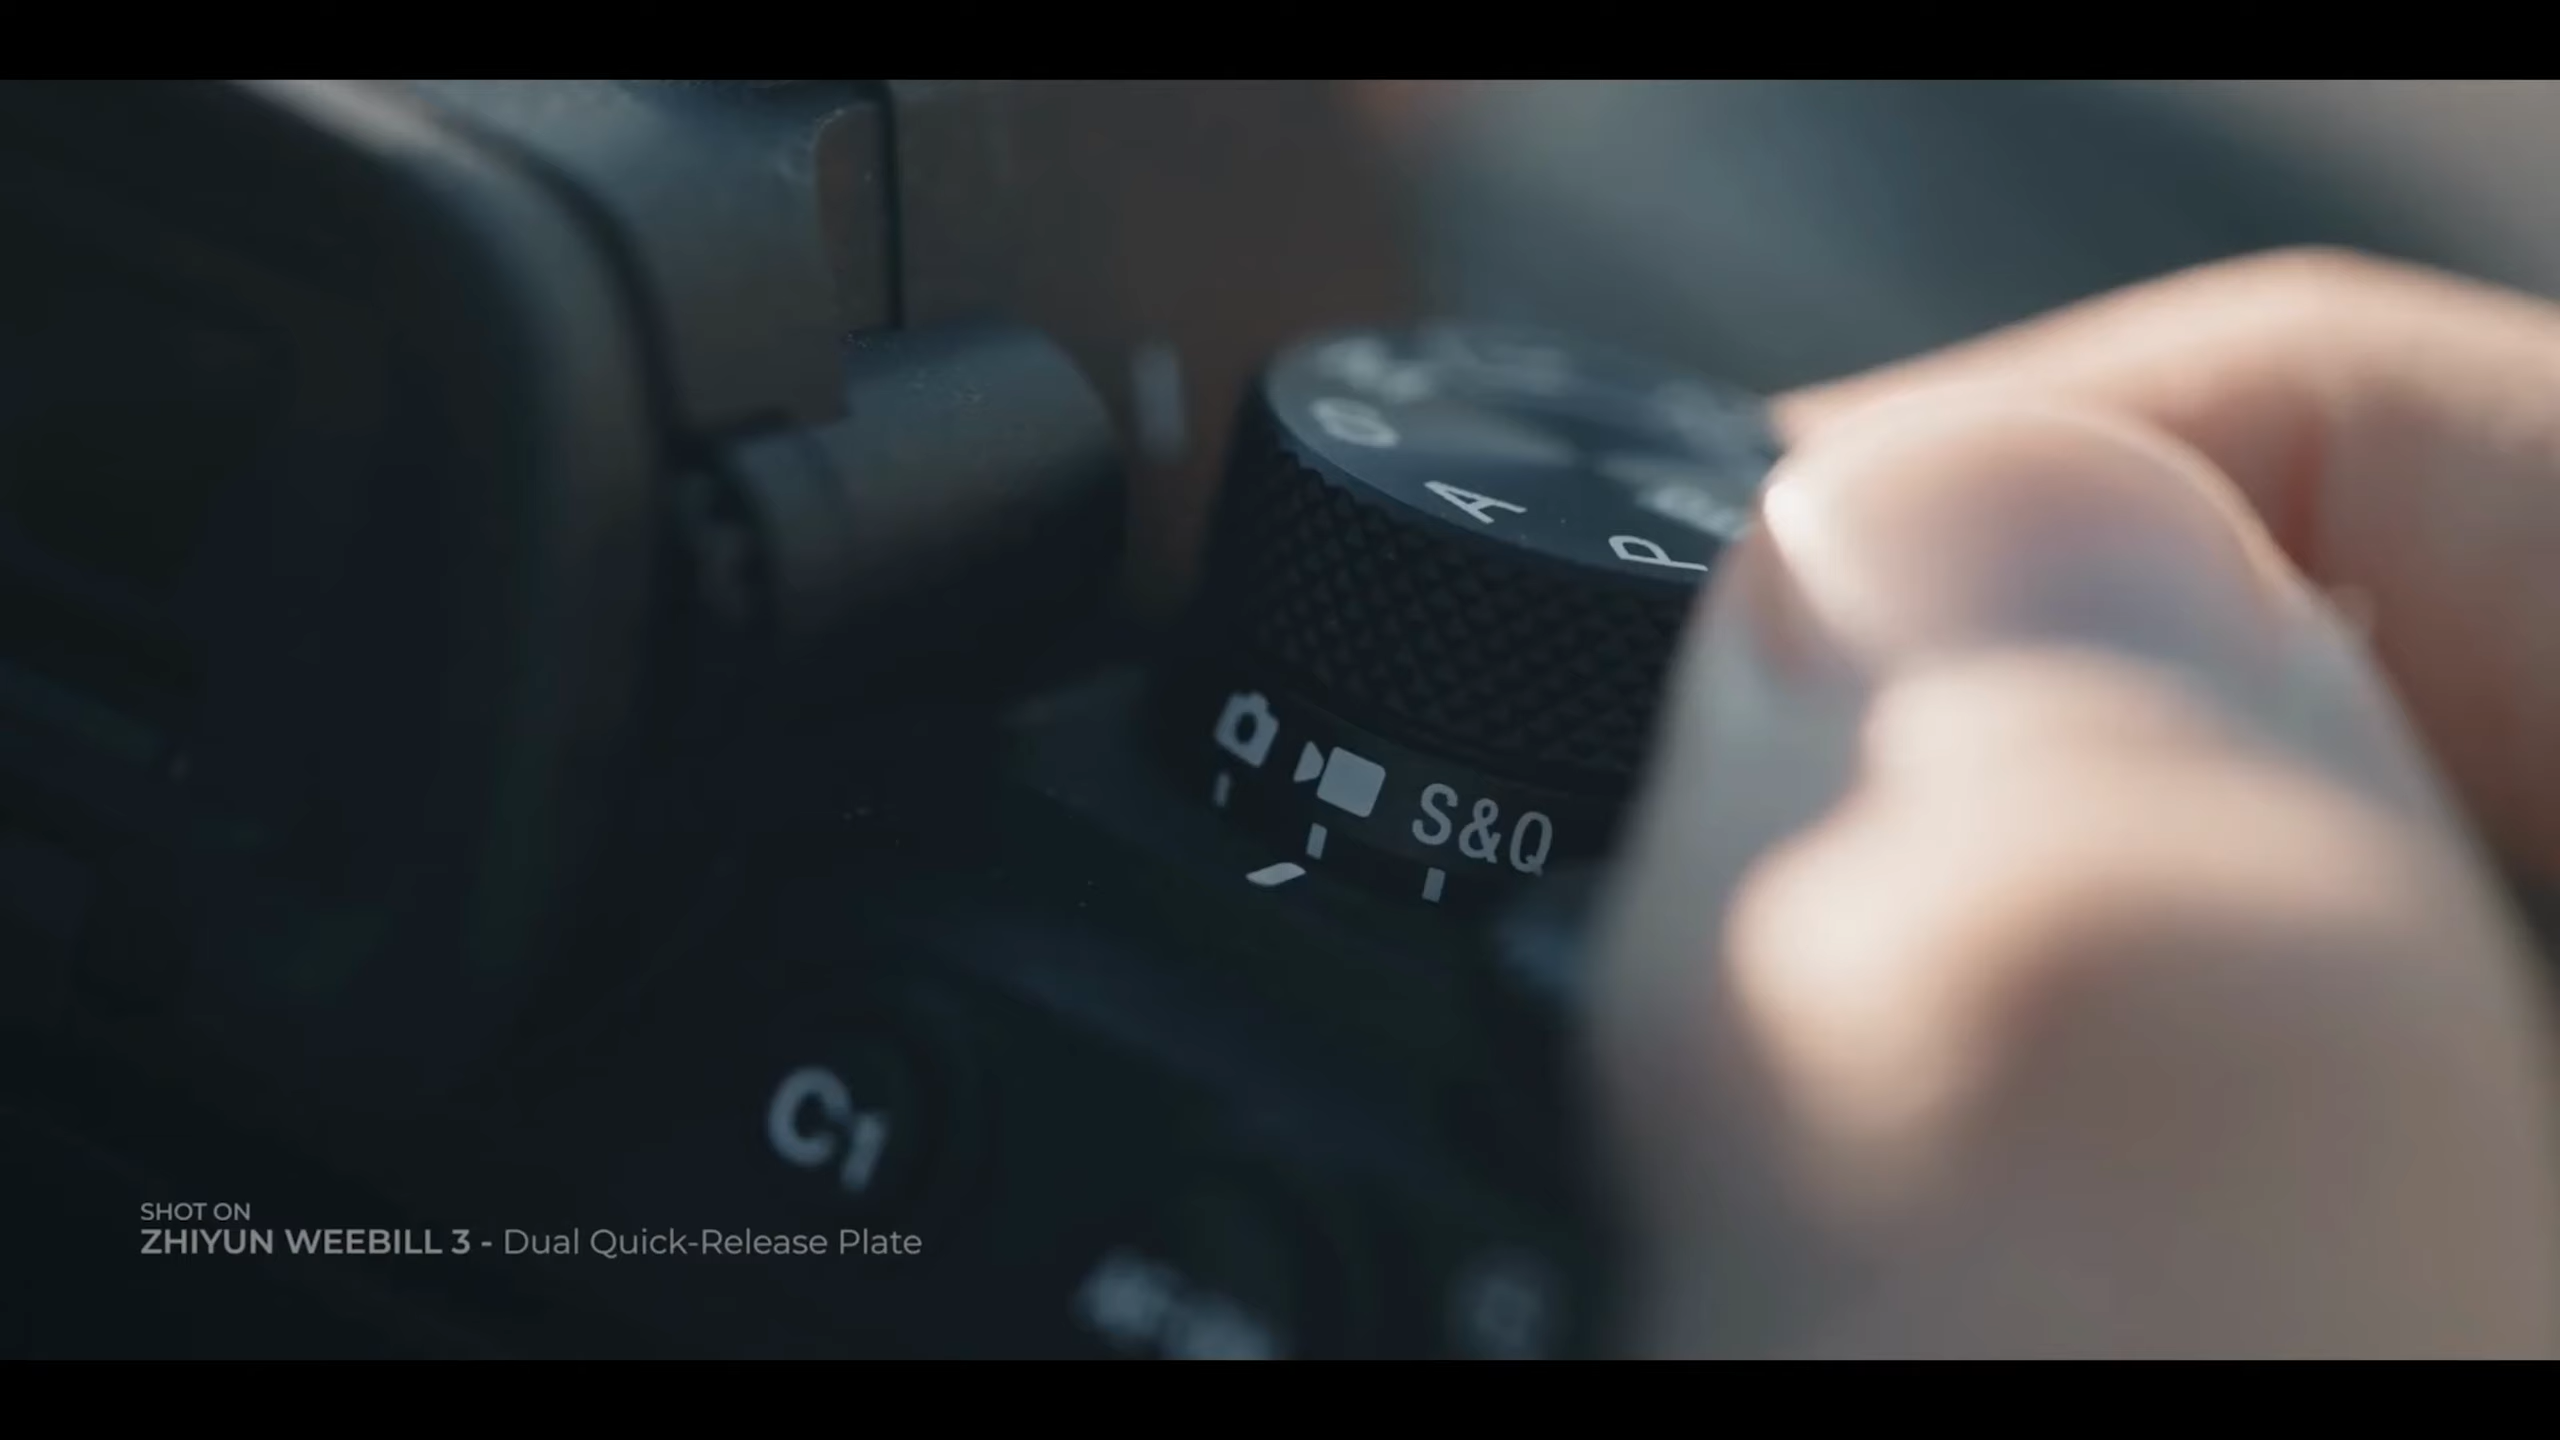 A
P
S&Q
C1
SHOT ON
ZHIYUN WEEBILL 3 - Dual Quick-Release Plate